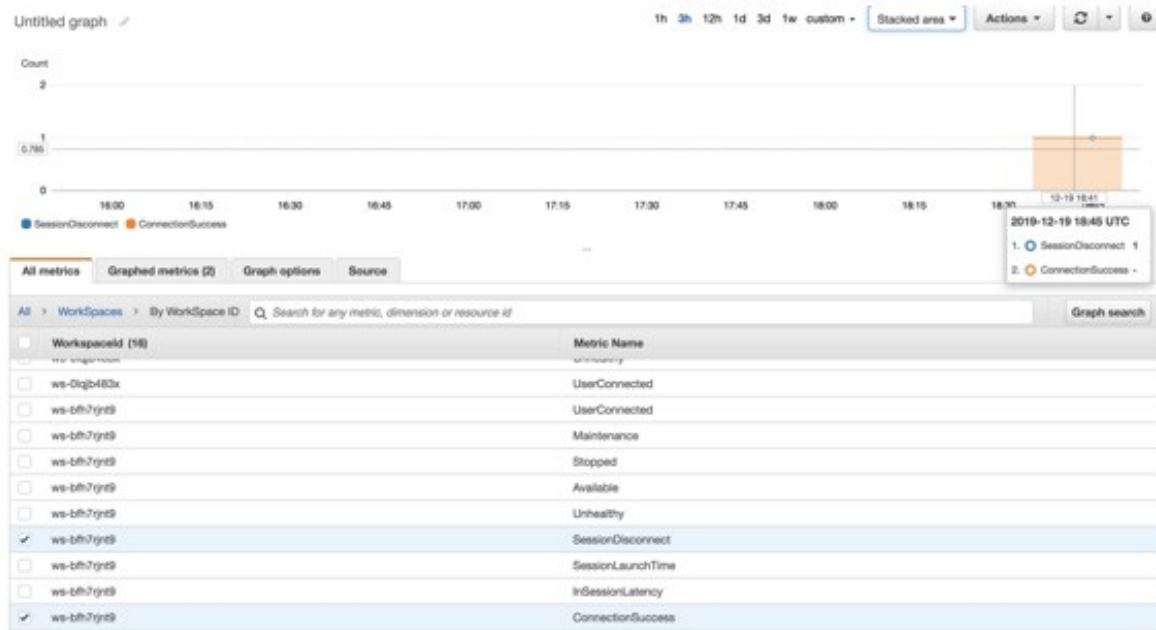 Untitled graph
1h 3h 12h 1d 3d 1w custom Stacked area Actions
Count
2
1
0.785
0
16:00 16:15 16:30 16:45 17:00 17:15 17:30 17:45 18:00 18:15 18:30
12-19 18:41
SessionDisconnect ConnectionSuccess
2019-12-19 18:45 UTC
1. SessionDisconnect 1
2. ConnectionSuccess -
All metrics Graphed metrics (2) Graph options Source
All > WorkSpaces > By WorkSpace ID Search for any metric, dimension or resource id Graph search
WorkspaceId (16) Metric Name
Unhealthy
ws-0lqjb483x UserConnected
ws-bfh7rjnt9 UserConnected
ws-bfh7rjnt9 Maintenance
ws-bfh7rjnt9 Stopped
ws-bfh7rjnt9 Available
ws-bfh7rjnt9 Unhealthy
ws-bfh7rjnt9 SessionDisconnect
ws-bfh7rjnt9 SessionLaunchTime
ws-bfh7rjnt9 InSessionLatency
ws-bfh7rjnt9 ConnectionSuccess